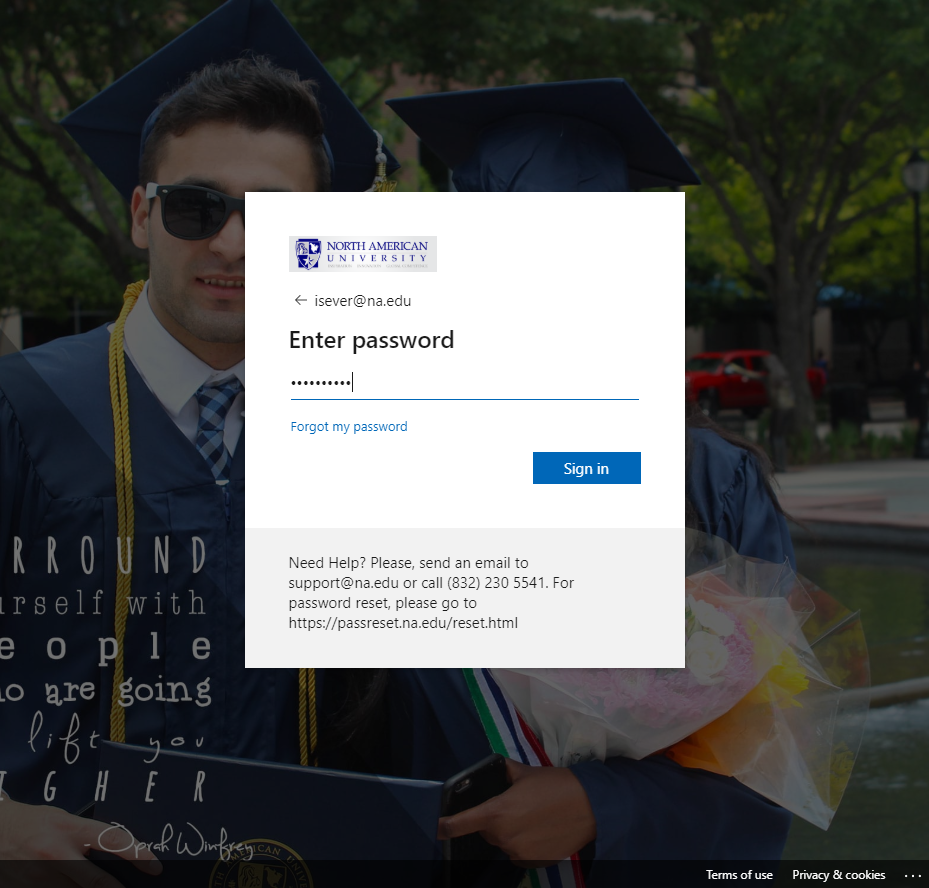 NORTH AMERICAN
UNIVERSITY
← isever@na.edu
Enter password
••••••••••
Forgot my password
Sign in
Need Help? Please, send an email to
support@na.edu or call (832) 230 5541. For
password reset, please go to
https://passreset.na.edu/reset.html
RROUND
urself with
eople
ho are going
lift you
IGHER
- Oprah Winfrey
Terms of use
Privacy & cookies
...